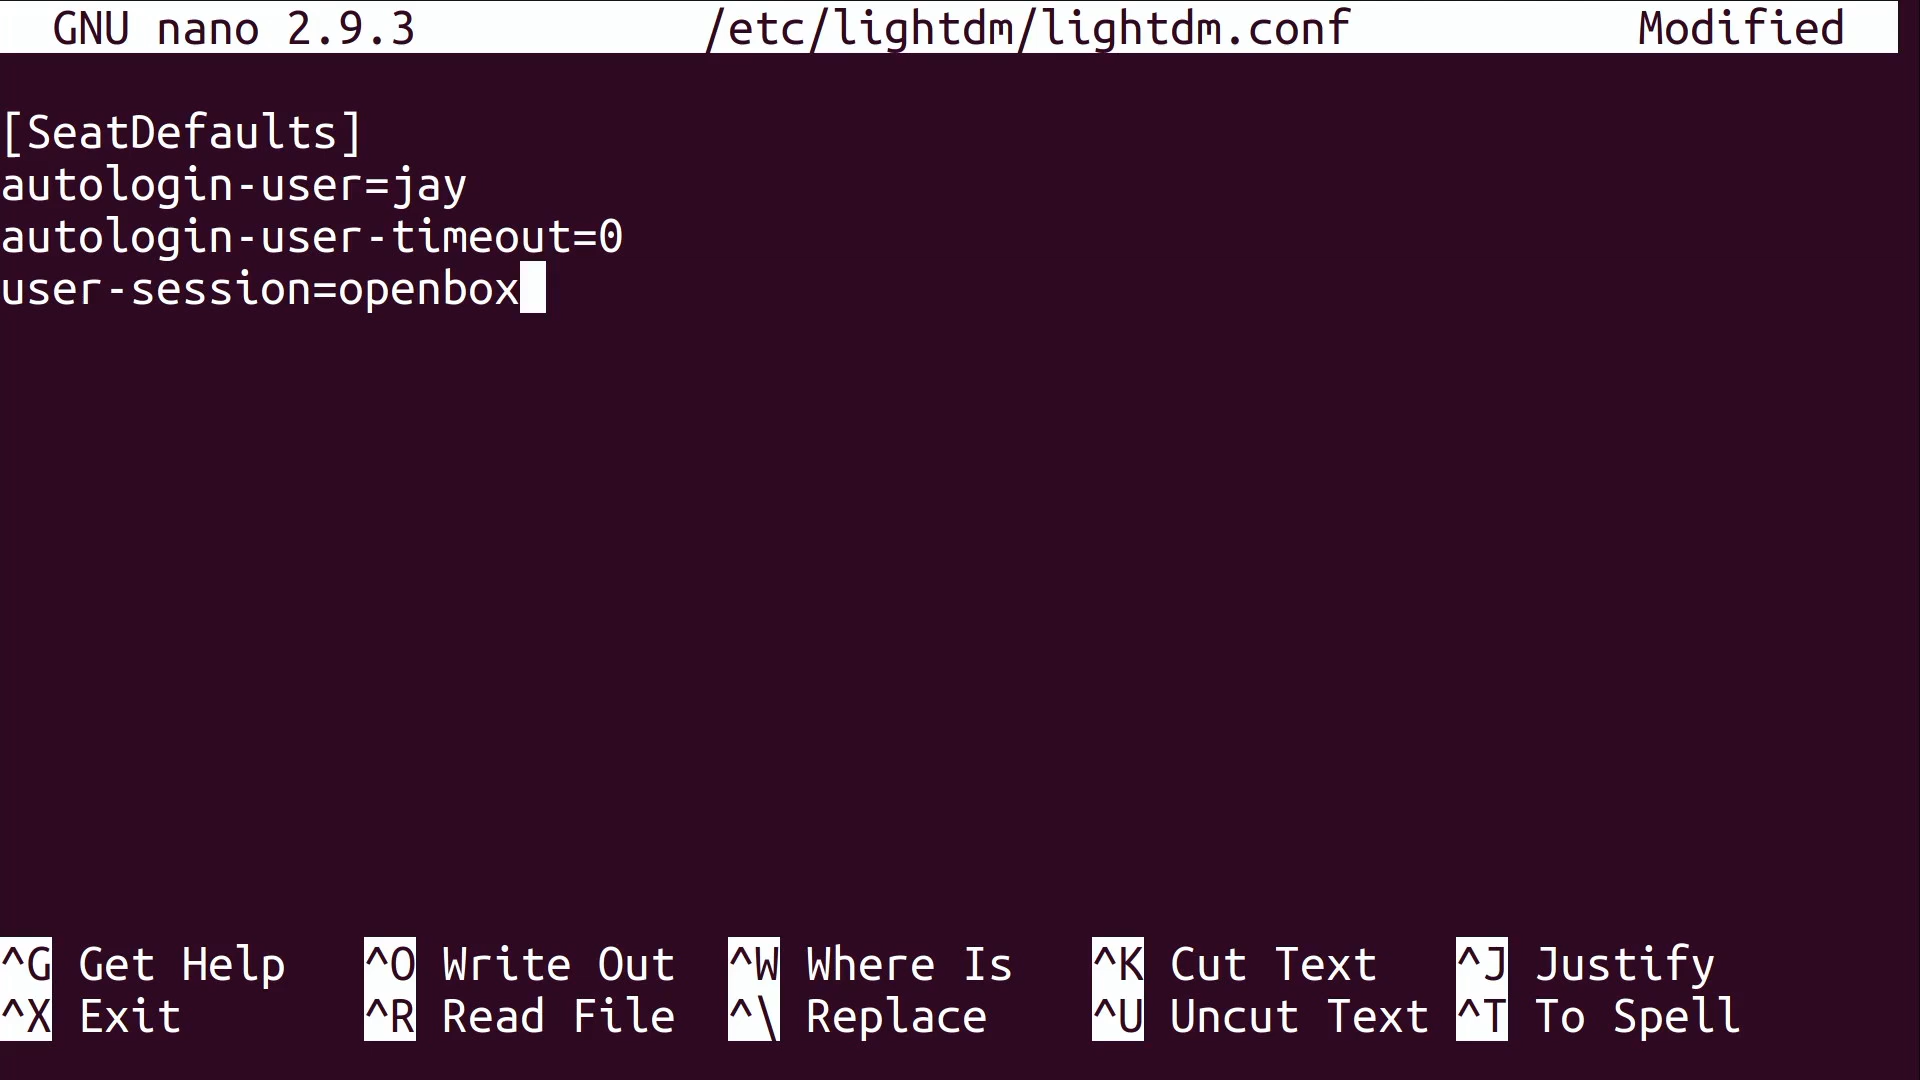 GNU nano 2.9.3 /etc/lightdm/lightdm.conf Modified
[SeatDefaults]
autologin-user=jay
autologin-user-timeout=0
user-session=openbox
^G Get Help ^O Write Out ^W Where Is ^K Cut Text ^J Justify
^X Exit ^R Read File ^\ Replace ^U Uncut Text ^T To Spell